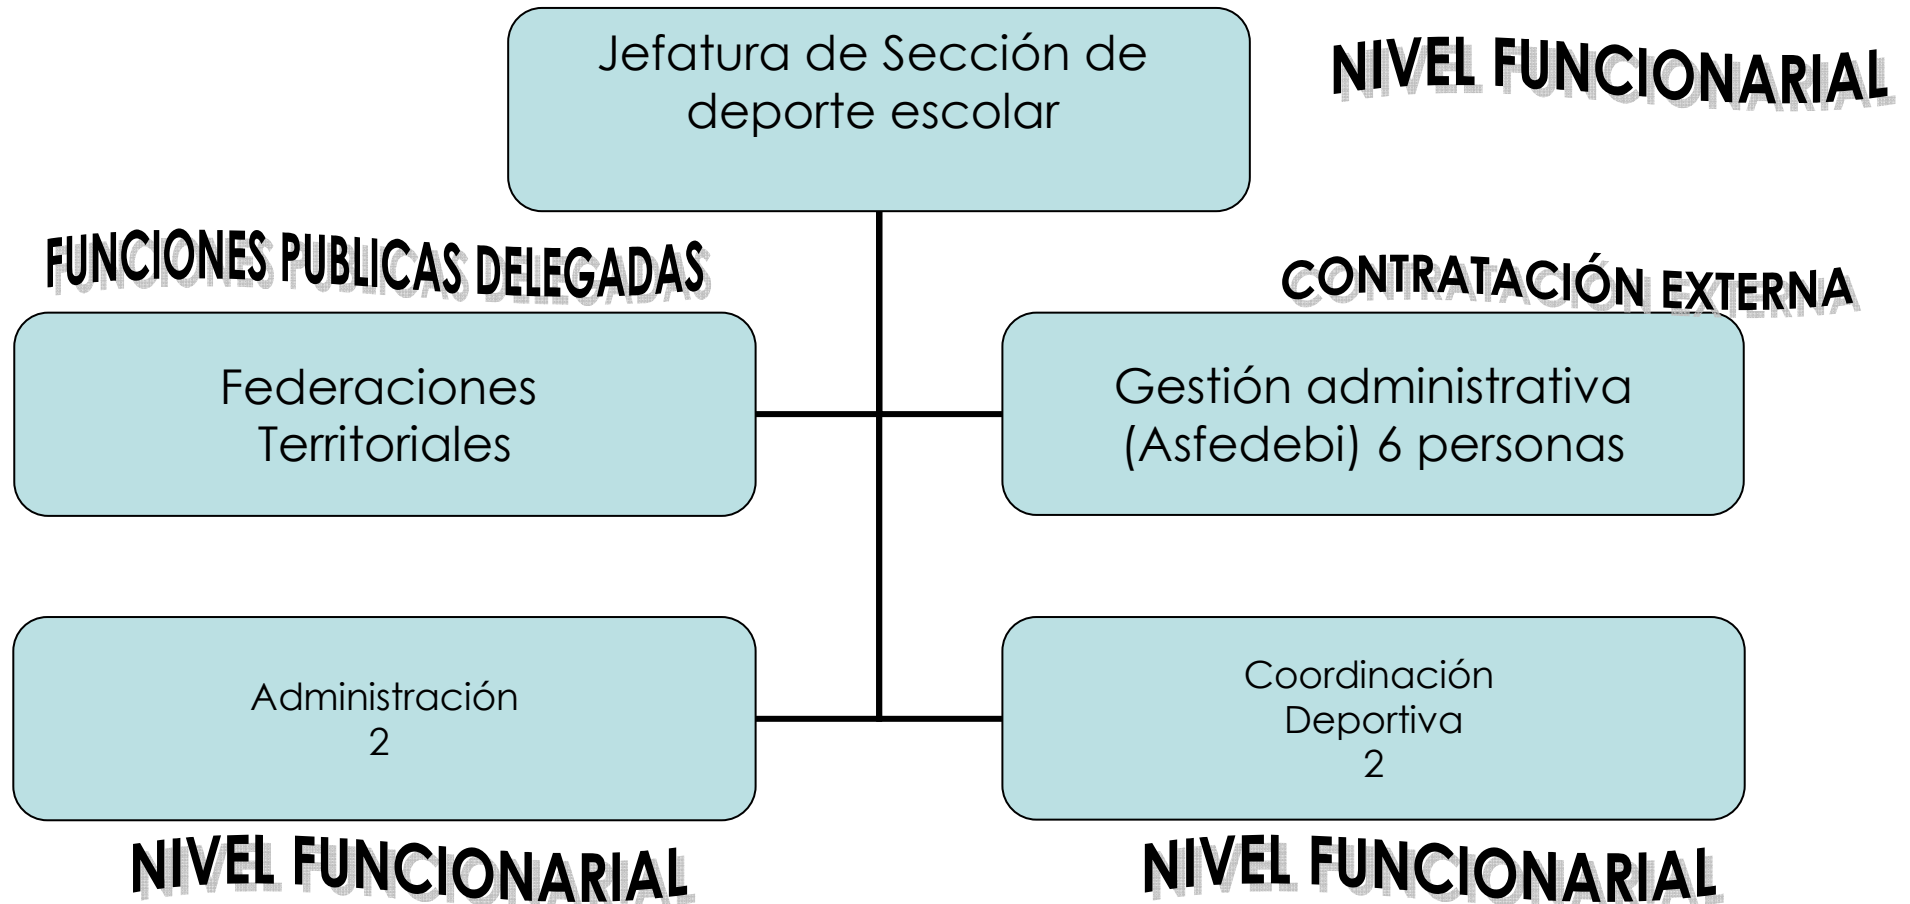 Jefatura de Sección de
deporte escolar
NIVEL FUNCIONARIAL
FUNCIONES PUBLICAS DELEGADAS
CONTRATACIÓN EXTERNA
Federaciones
Territoriales
Gestión administrativa
(Asfedebi) 6 personas
Administración
2
Coordinación
Deportiva
2
NIVEL FUNCIONARIAL
NIVEL FUNCIONARIAL